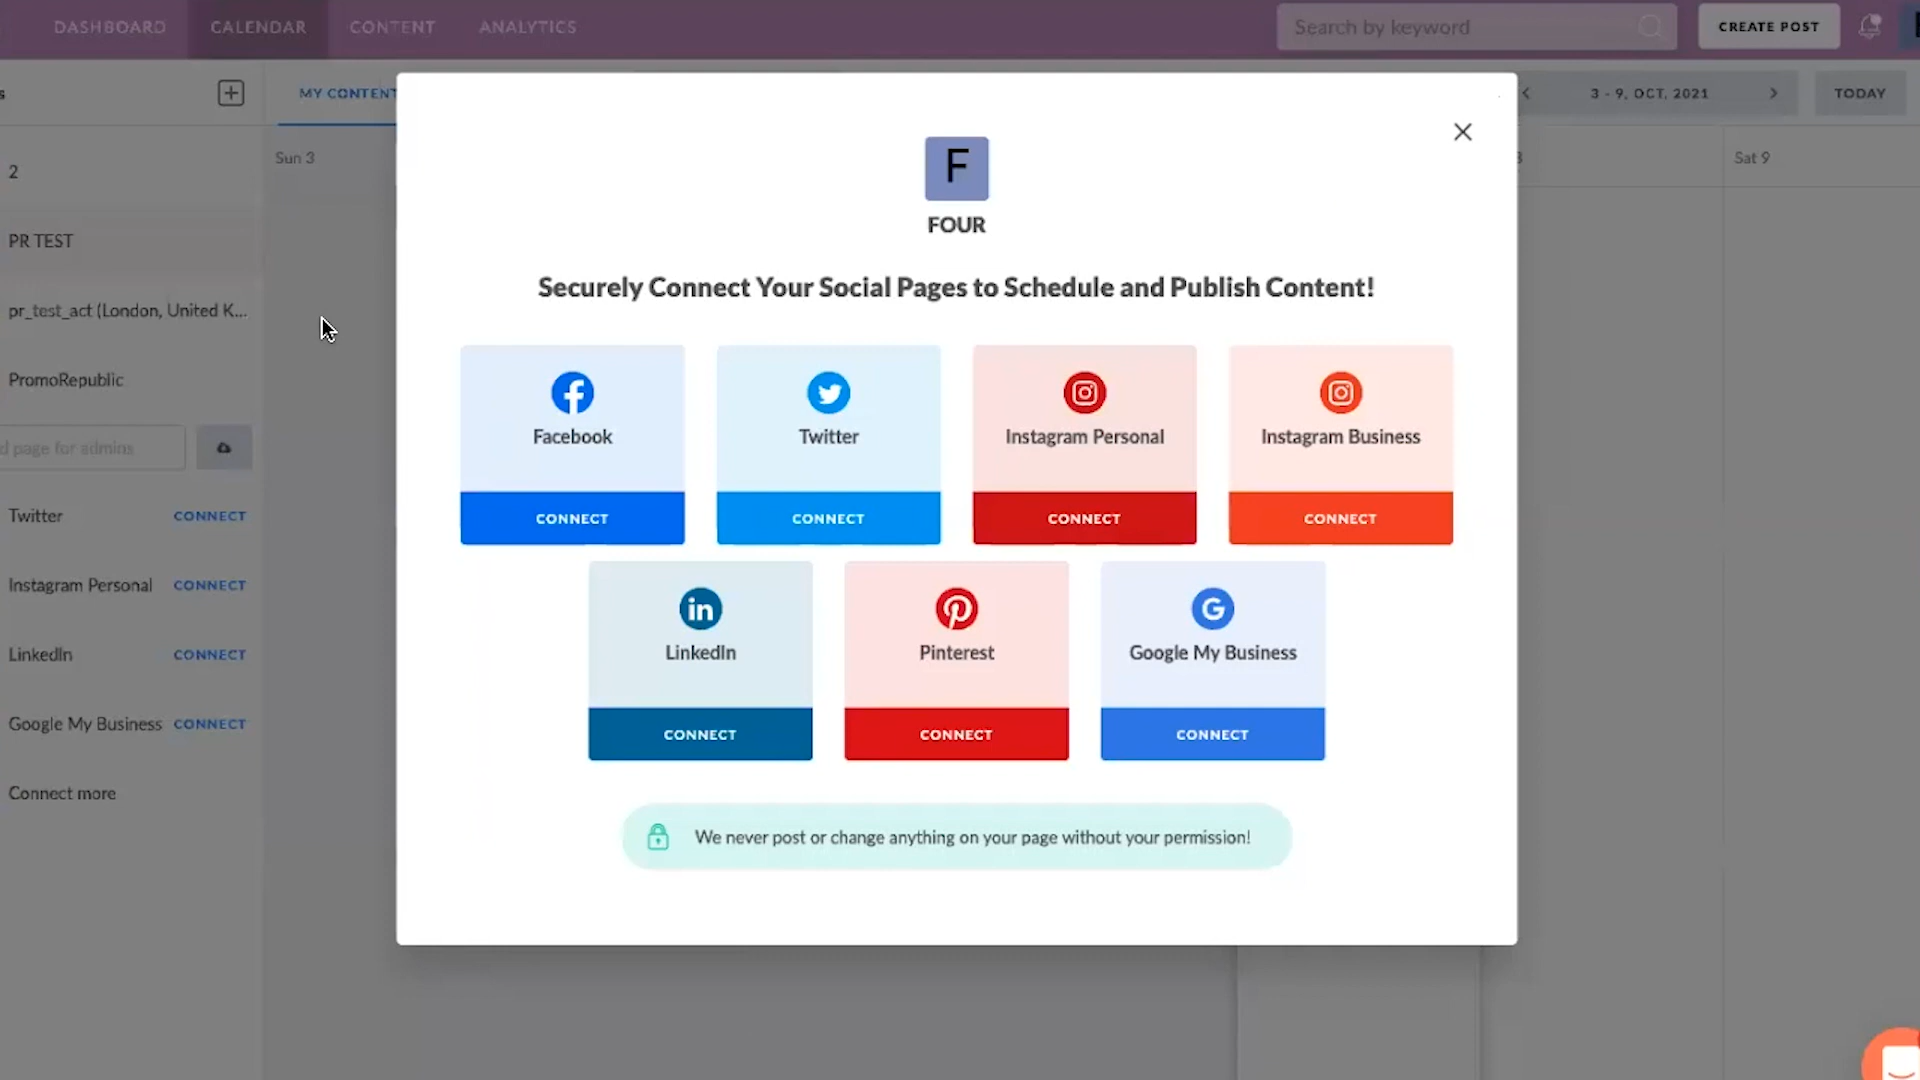 DASHBOARD
CALENDAR
CONTENT
ANALYTICS
Search by keyword
CREATE POST
s
MY CONTENT
3 - 9, OCT, 2021
TODAY
Sun 3
Sat 9
2
PR TEST
pr_test_act (London, United K...
PromoRepublic
d page for admins
Twitter CONNECT
Instagram Personal CONNECT
LinkedIn CONNECT
Google My Business CONNECT
Connect more
F
FOUR
Securely Connect Your Social Pages to Schedule and Publish Content!
Facebook
CONNECT
Twitter
CONNECT
Instagram Personal
CONNECT
Instagram Business
CONNECT
LinkedIn
CONNECT
Pinterest
CONNECT
Google My Business
CONNECT
We never post or change anything on your page without your permission!